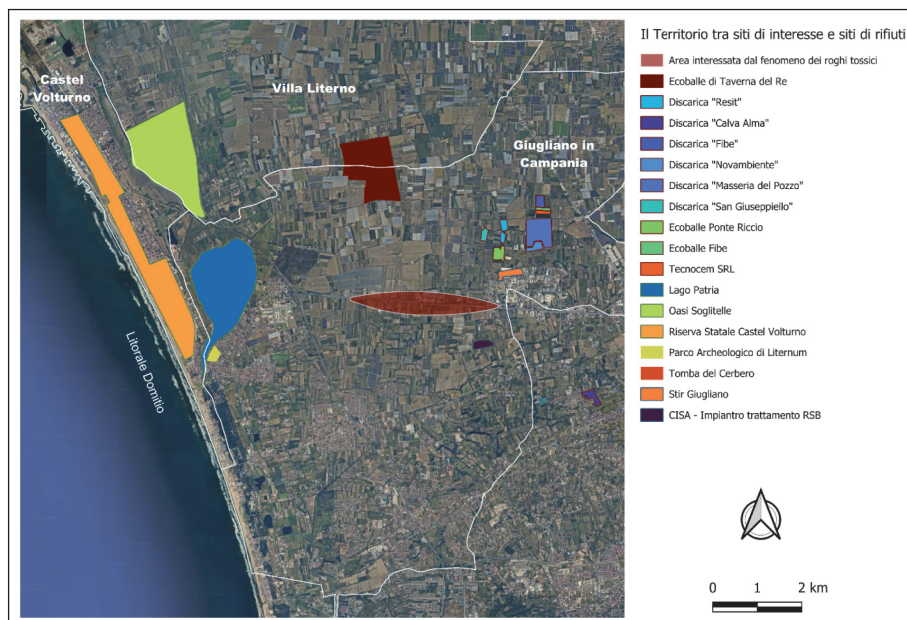 Il Territorio tra siti di interesse e siti di rifiuti
Area interessata dal fenomeno dei roghi tossici
Ecoballe di Taverna del Re
Discarica "Resit"
Discarica "Calva Alma"
Discarica "Fibe"
Discarica "Novambiente"
Discarica "Masseria del Pozzo"
Discarica "San Giuseppiello"
Ecoballe Ponte Riccio
Ecoballe Fibe
Tecnocem SRL
Lago Patria
Oasi Soglitelle
Riserva Statale Castel Volturno
Parco Archeologico di Liternum
Tomba del Cerbero
Stir Giugliano
CISA - Impiantro trattamento RSB
Castel
Volturno
Villa Literno
Giugliano in
Campania
Litorale Domitio
0 1 2 km